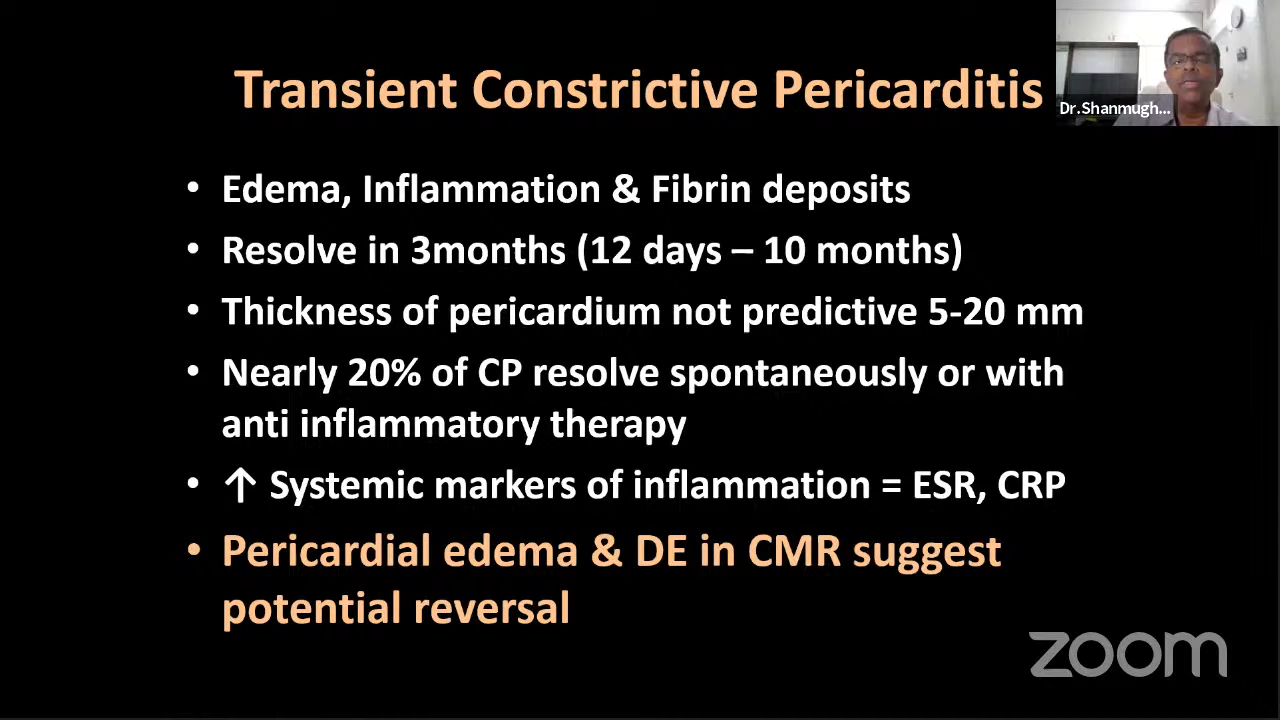 Transient Constrictive Pericarditis
Dr.Shanmugh...
• Edema, Inflammation & Fibrin deposits
• Resolve in 3months (12 days – 10 months)
• Thickness of pericardium not predictive 5-20 mm
• Nearly 20% of CP resolve spontaneously or with
anti inflammatory therapy
• ↑ Systemic markers of inflammation = ESR, CRP
• Pericardial edema & DE in CMR suggest
potential reversal
zoom